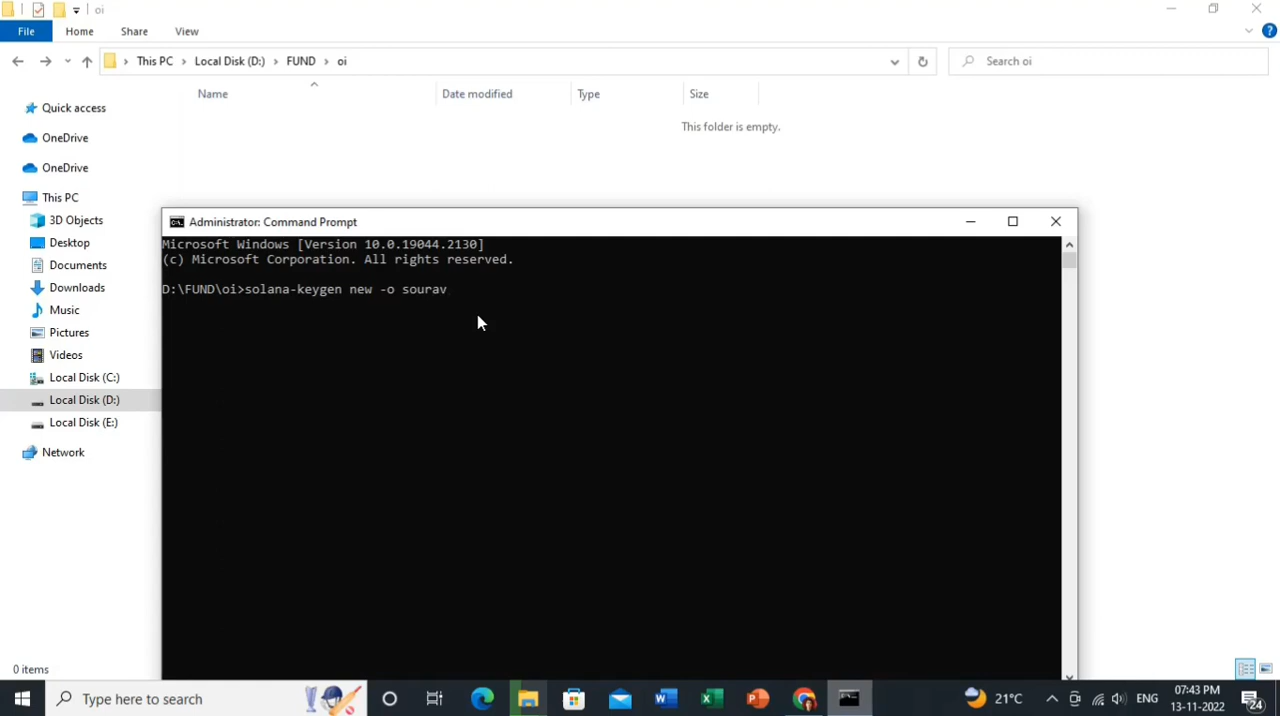 oi
File Home Share View
This PC Local Disk (D:) FUND oi
Search oi
Name Date modified Type Size
This folder is empty.
Quick access
OneDrive
OneDrive
This PC
3D Objects
Desktop
Documents
Downloads
Music
Pictures
Videos
Local Disk (C:)
Local Disk (D:)
Local Disk (E:)
Network
Administrator: Command Prompt
Microsoft Windows [Version 10.0.19044.2130]
(c) Microsoft Corporation. All rights reserved.
D:\FUND\oi>solana-keygen new -o sourav
0 items
Type here to search
21°C
ENG
07:43 PM
13-11-2022
24